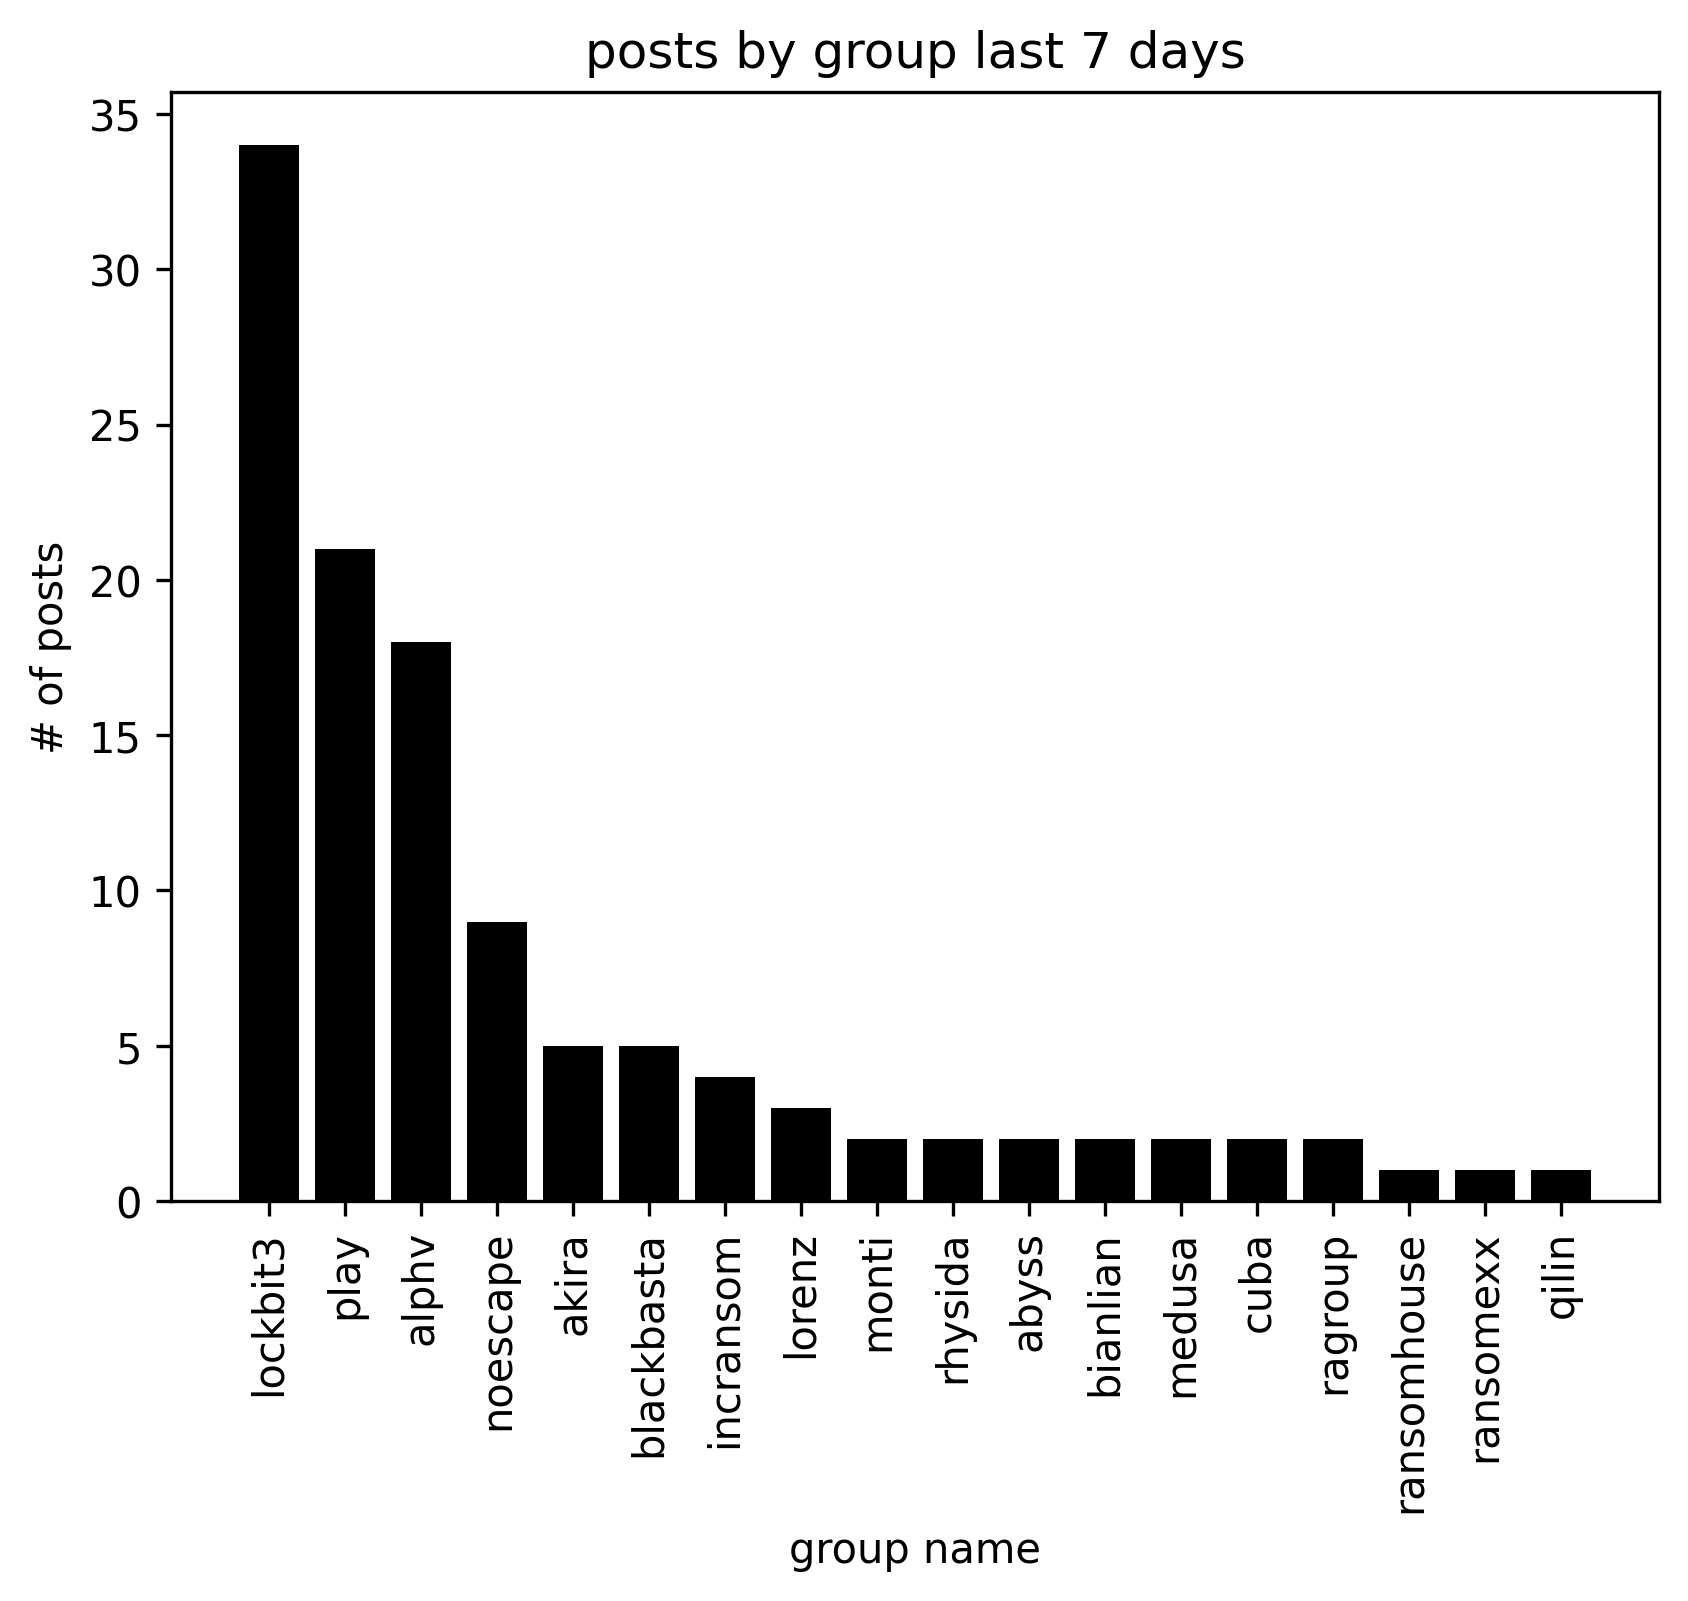 posts by group last 7 days
35
30
25
20
15
10
5
0
# of posts
lockbit3
play
alphv
noescape
akira
blackbasta
incransom
lorenz
monti
rhysida
abyss
bianlian
medusa
cuba
ragroup
ransomhouse
ransomexx
qilin
group name